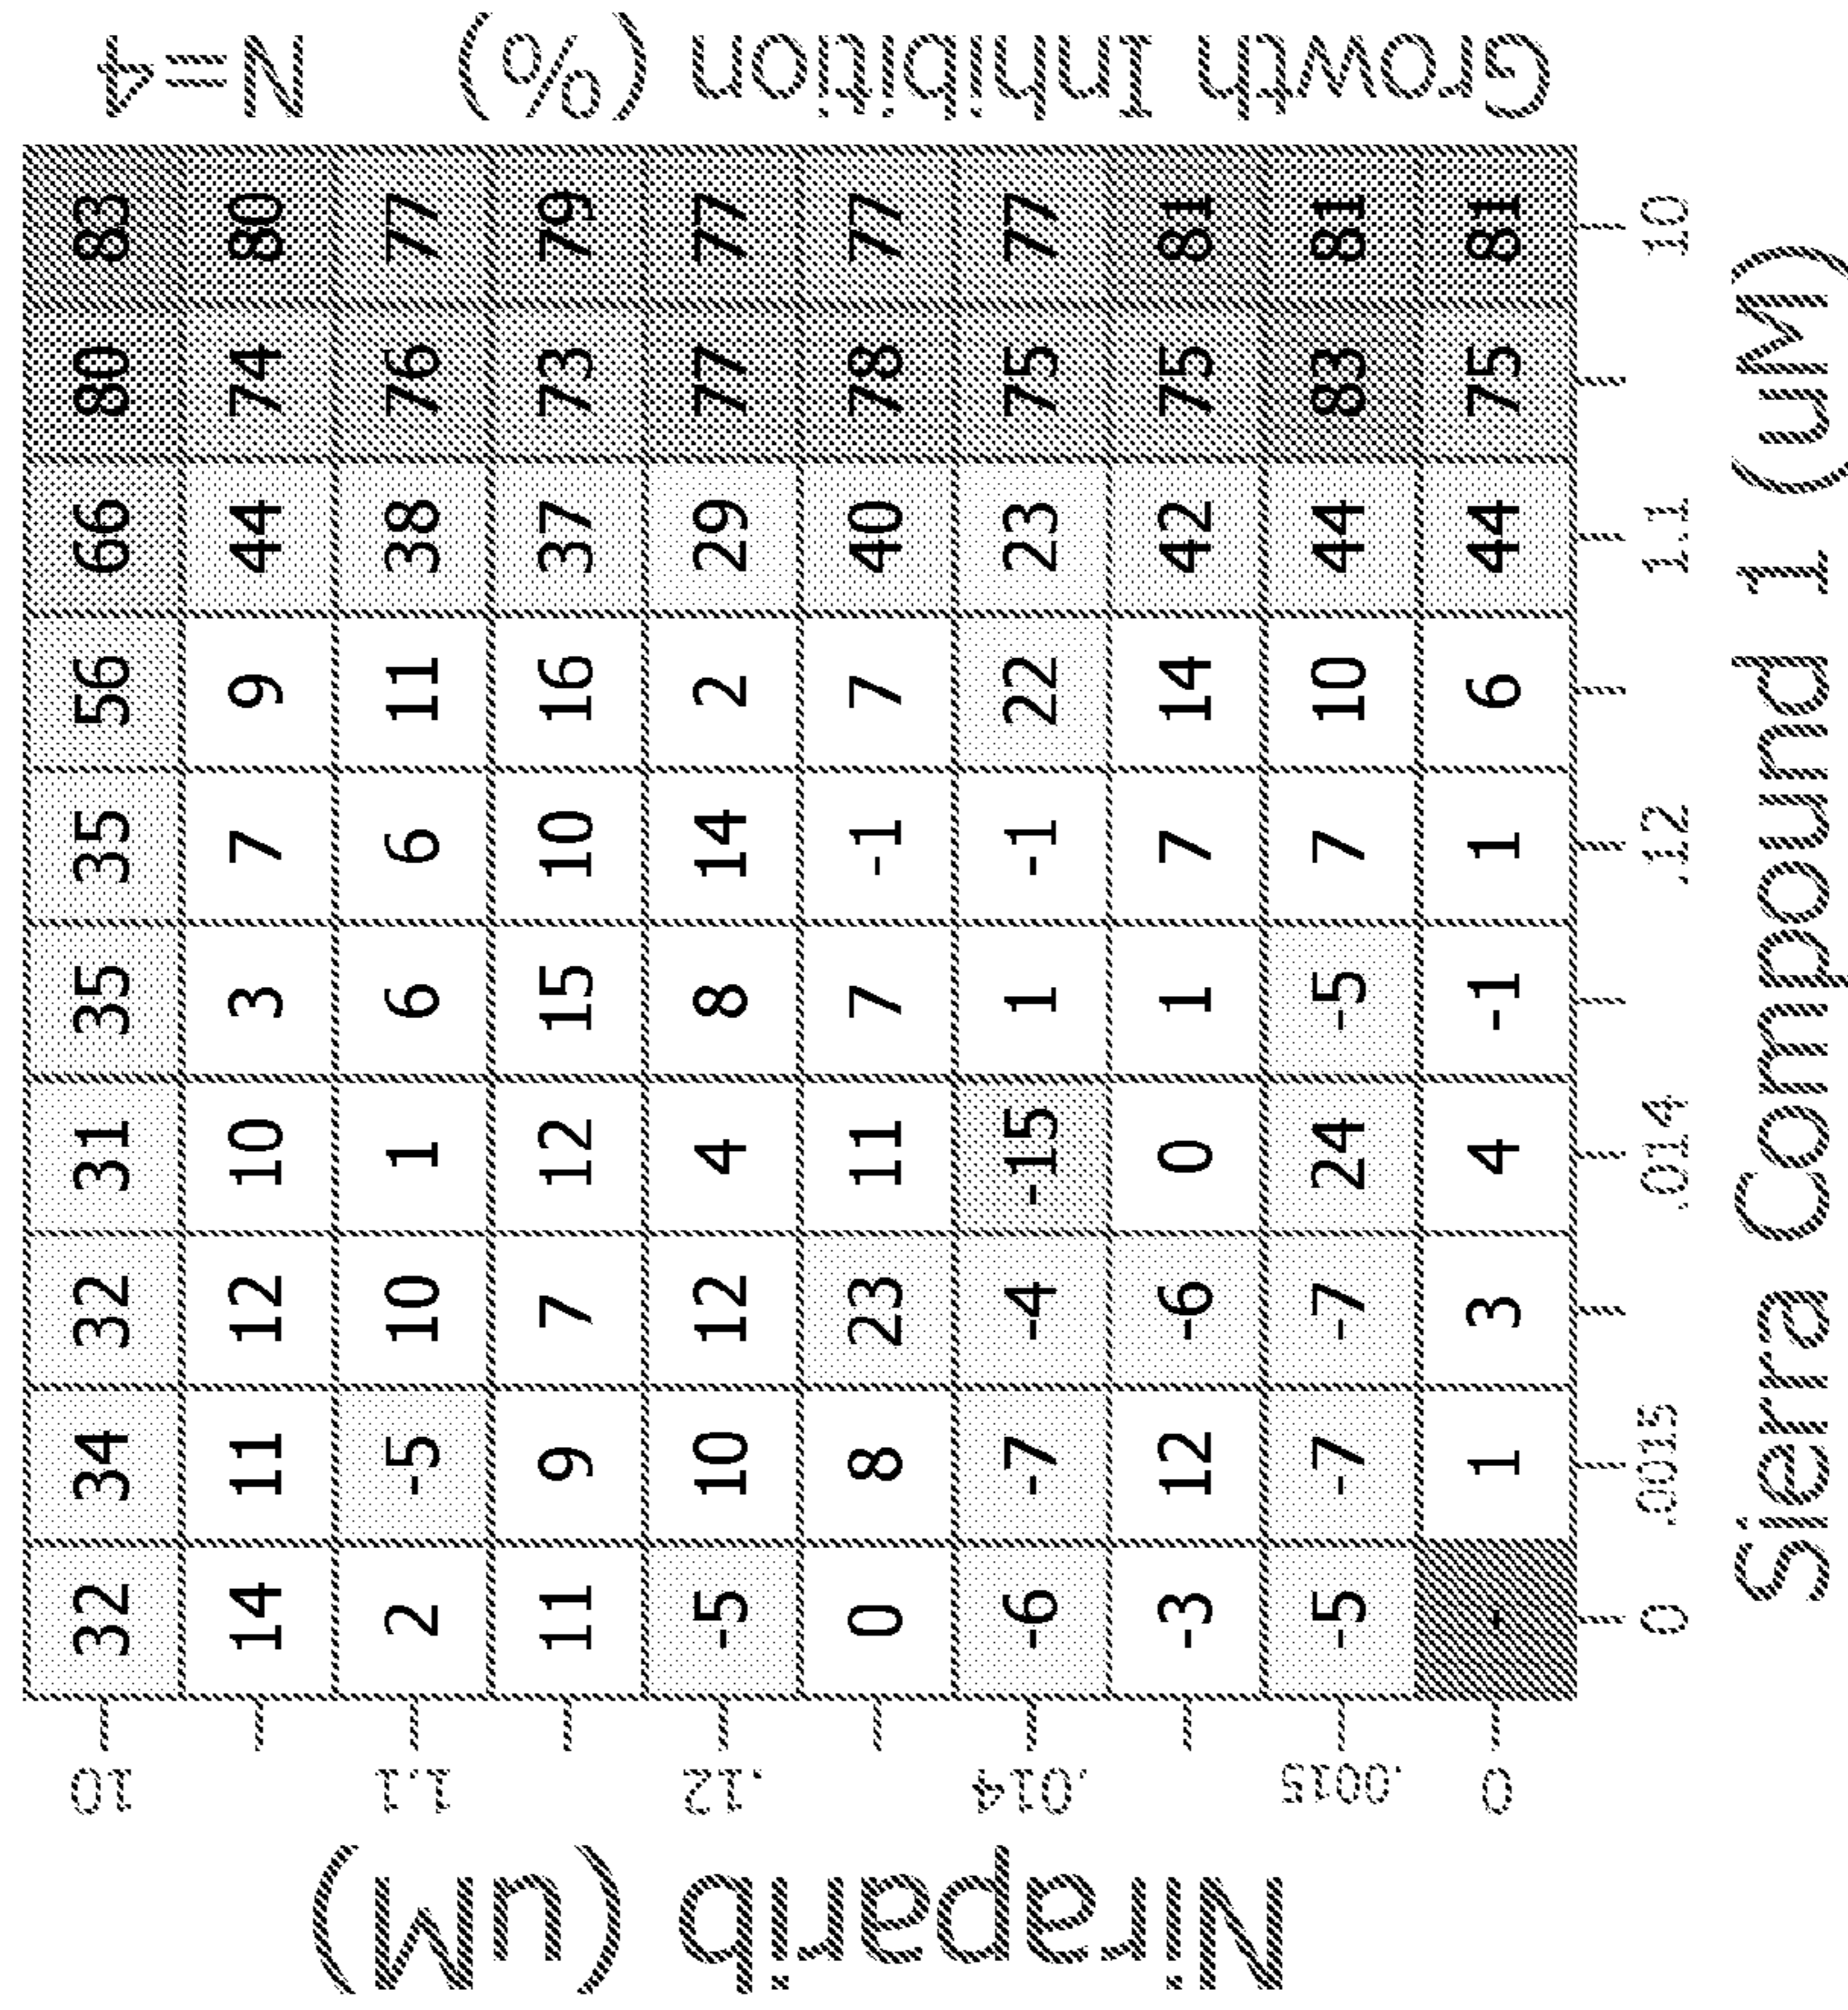 Niraparib (uM)
10 32 34 32 31 35 35 56 66 80 83
14 11 12 10 3 7 9 44 74 80
1.1 2 -5 10 1 6 6 11 38 76 77
11 9 7 12 15 10 16 37 73 79
.12 -5 10 12 4 8 14 2 29 77 77
0 8 23 11 7 -1 7 40 78 77
.014 -6 -7 -4 -15 1 -1 22 23 75 77
-3 12 -6 0 1 7 14 42 75 81
.0015 -5 -7 -7 24 -5 7 10 44 83 81
0 - 1 3 4 -1 1 6 44 75 81
0 .0015 .014 .12 1.1 10
Sierra Compound 1 (uM)
N=4
Growth Inhibition (%)